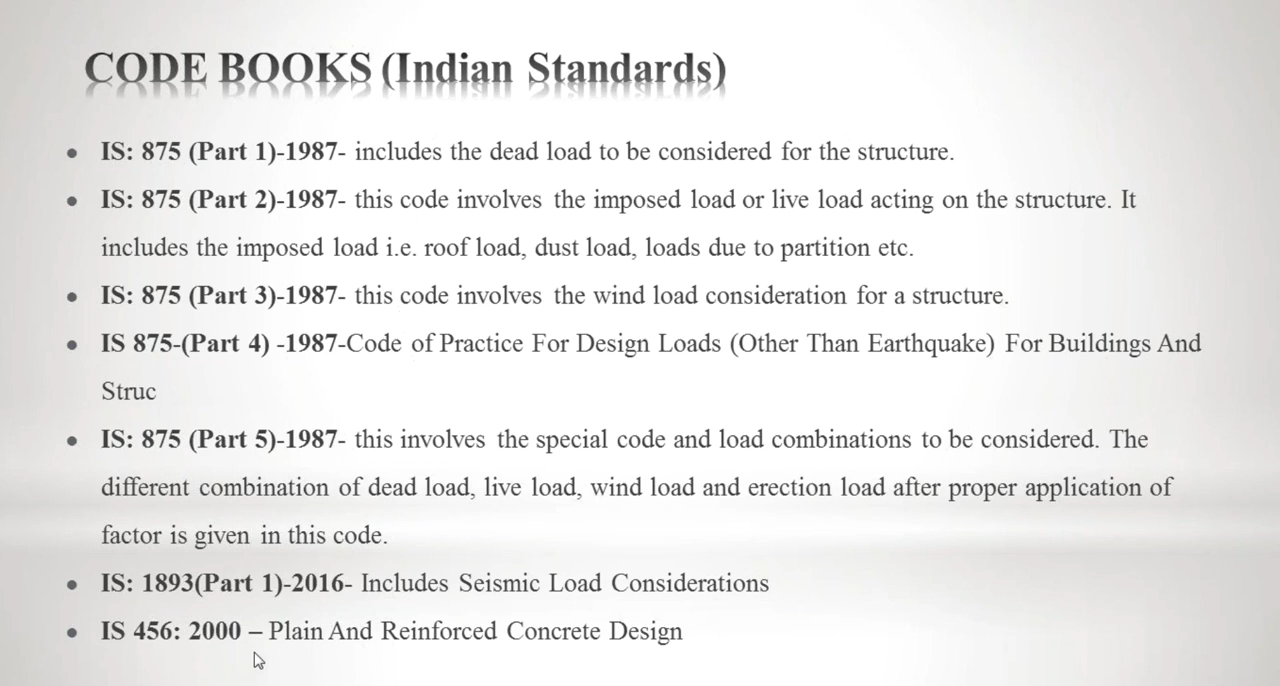 CODE BOOKS (Indian Standards)
• IS: 875 (Part 1)-1987- includes the dead load to be considered for the structure.
• IS: 875 (Part 2)-1987- this code involves the imposed load or live load acting on the structure. It
includes the imposed load i.e. roof load, dust load, loads due to partition etc.
• IS: 875 (Part 3)-1987- this code involves the wind load consideration for a structure.
• IS 875-(Part 4) -1987-Code of Practice For Design Loads (Other Than Earthquake) For Buildings And
Struc
• IS: 875 (Part 5)-1987- this involves the special code and load combinations to be considered. The
different combination of dead load, live load, wind load and erection load after proper application of
factor is given in this code.
• IS: 1893(Part 1)-2016- Includes Seismic Load Considerations
• IS 456: 2000 – Plain And Reinforced Concrete Design